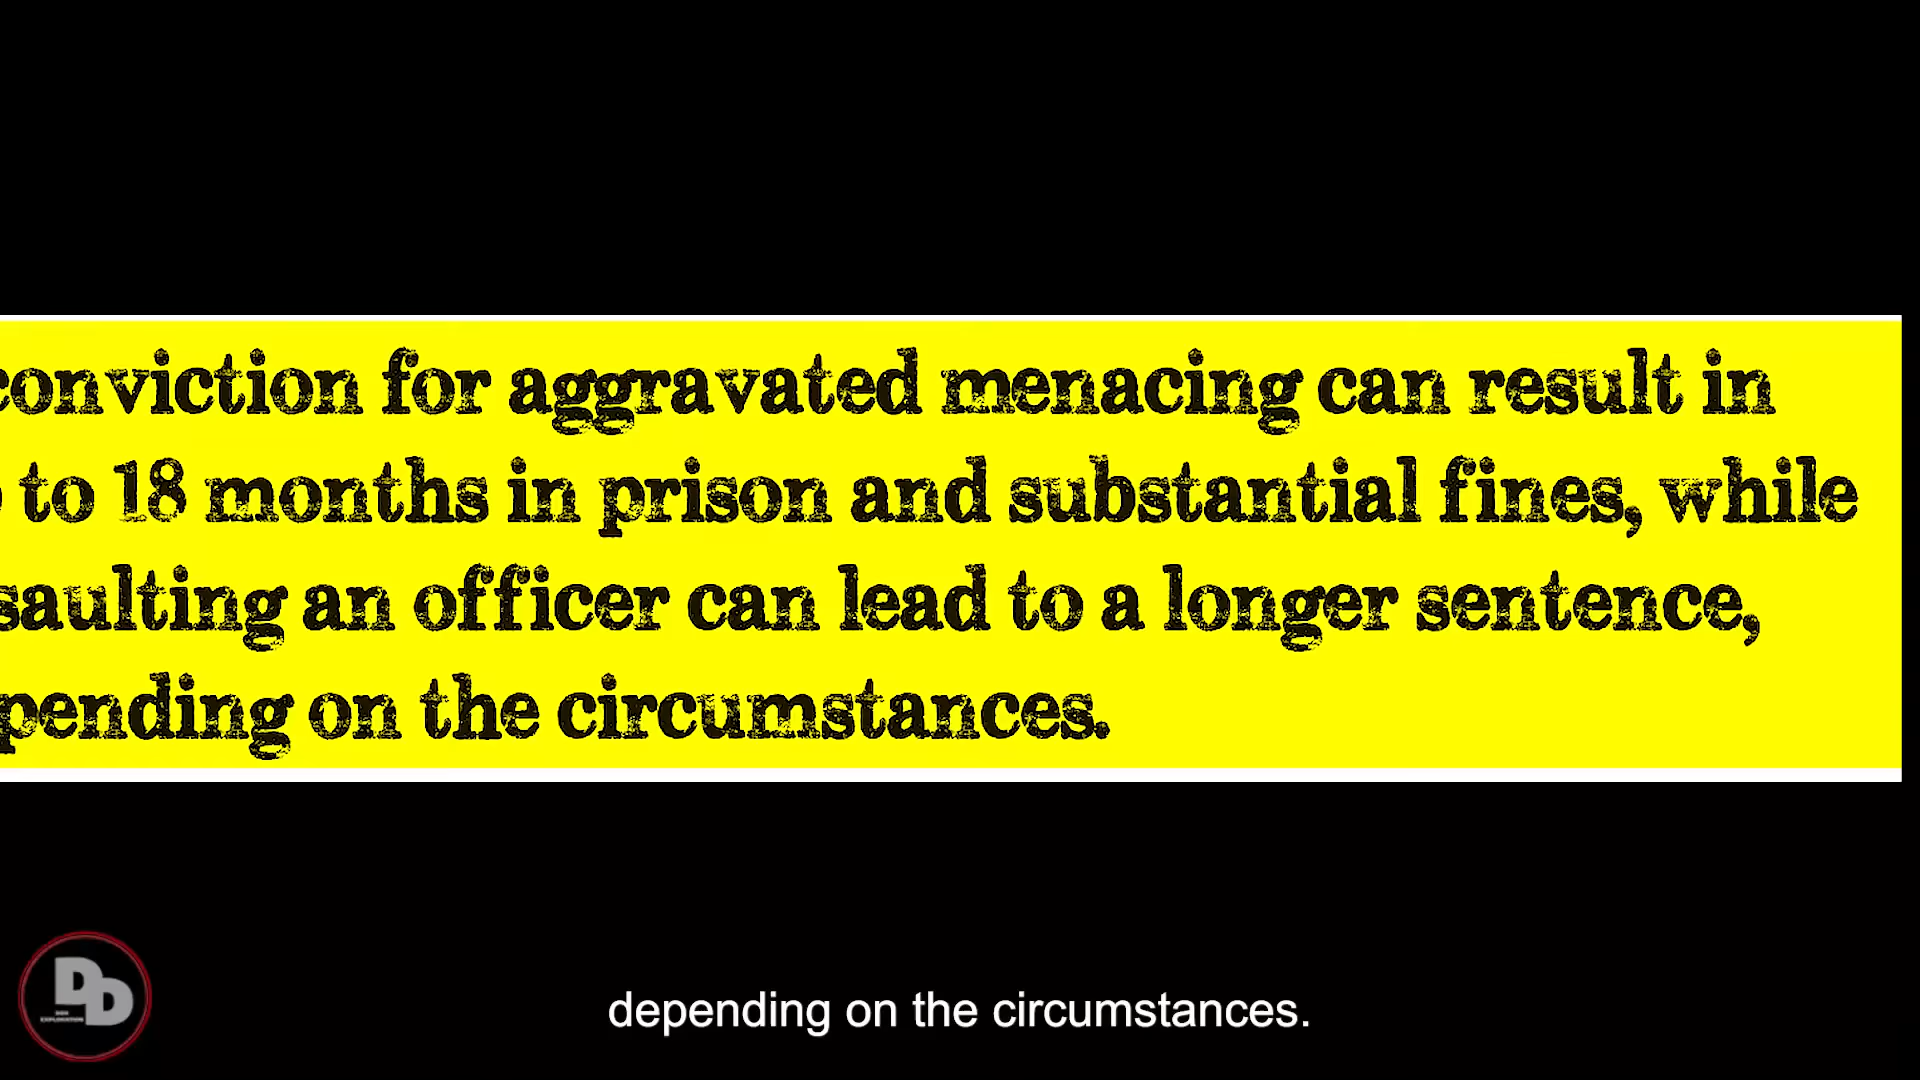 conviction for aggravated menacing can result in
to 18 months in prison and substantial fines, while
saulting an officer can lead to a longer sentence,
pending on the circumstances.
DD
depending on the circumstances.